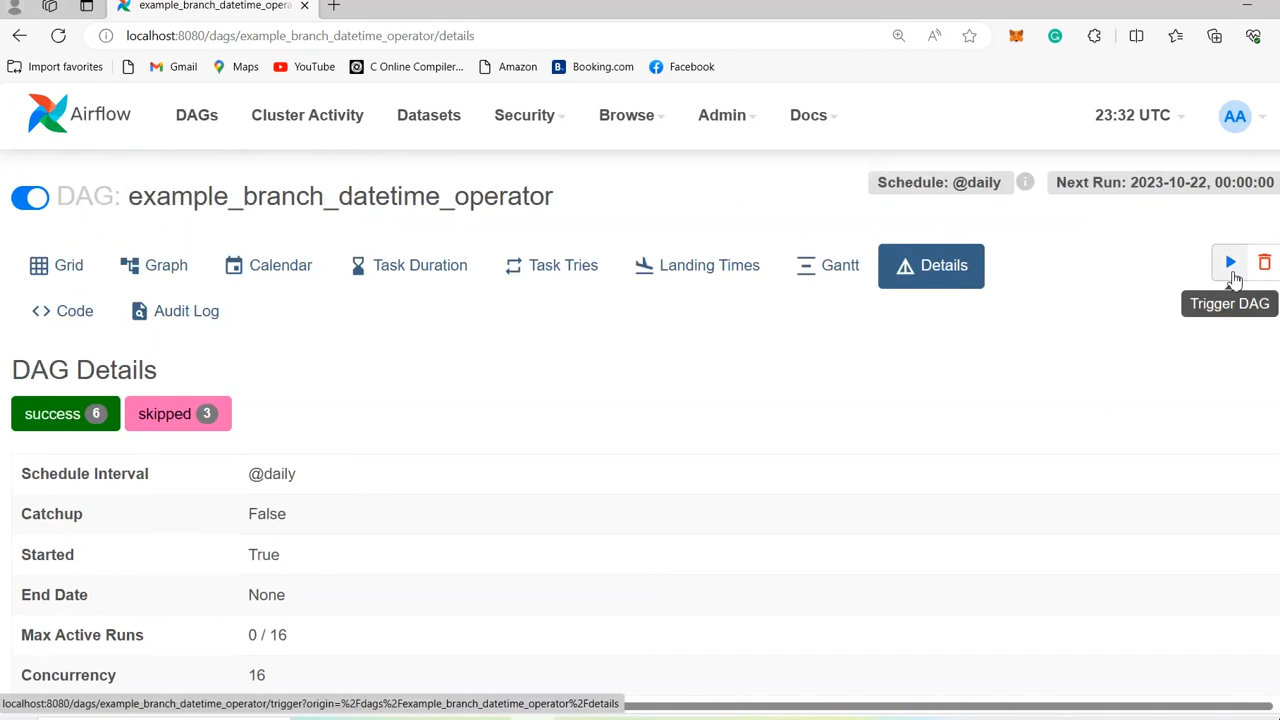 example_branch_datetime_opera
localhost:8080/dags/example_branch_datetime_operator/details
Import favorites Gmail Maps YouTube C Online Compiler... Amazon Booking.com Facebook
Airflow DAGs Cluster Activity Datasets Security Browse Admin Docs 23:32 UTC AA
DAG: example_branch_datetime_operator Schedule: @daily Next Run: 2023-10-22, 00:00:00
Grid Graph Calendar Task Duration Task Tries Landing Times Gantt Details
Trigger DAG
Code Audit Log
DAG Details
success 6 skipped 3
Schedule Interval @daily
Catchup False
Started True
End Date None
Max Active Runs 0 / 16
Concurrency 16
localhost:8080/dags/example_branch_datetime_operator/trigger?origin=%2Fdags%2Fexample_branch_datetime_operator%2Fdetails